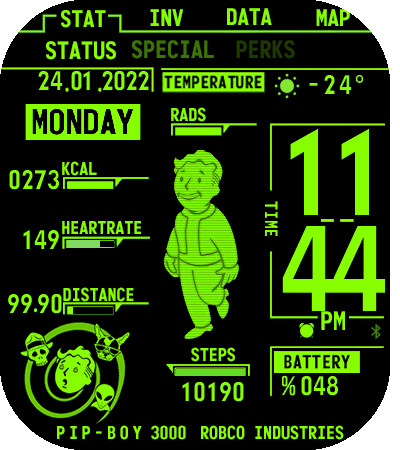 STAT INV DATA MAP
STATUS SPECIAL PERKS
24.01.2022 TEMPERATURE -24°
MONDAY
RADS
0273 KCAL
149 HEARTRATE
99.90 DISTANCE
TIME
11
44
PM
STEPS
10190
BATTERY
%048
PIP-BOY 3000 ROBCO INDUSTRIES